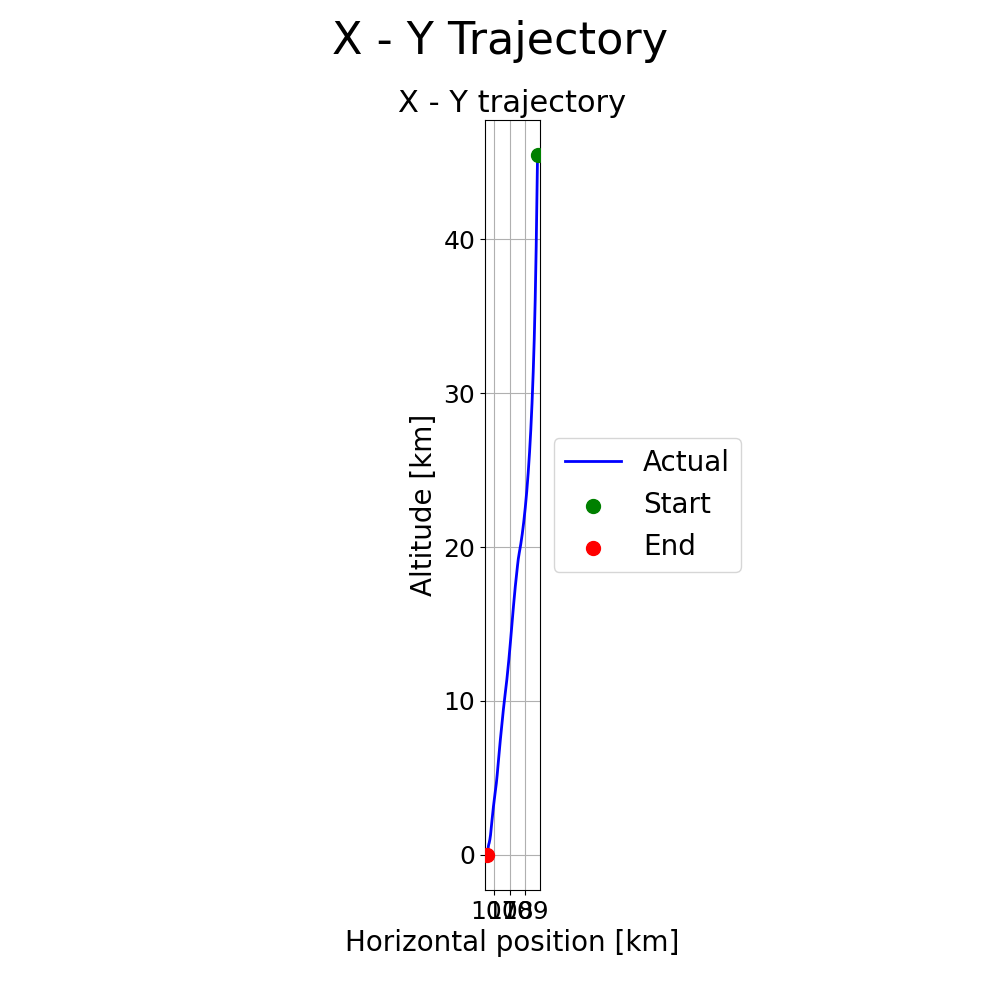 X - Y Trajectory
X - Y trajectory
40
30
20
10
0
Altitude [km]
Actual
Start
End
Horizontal position [km]